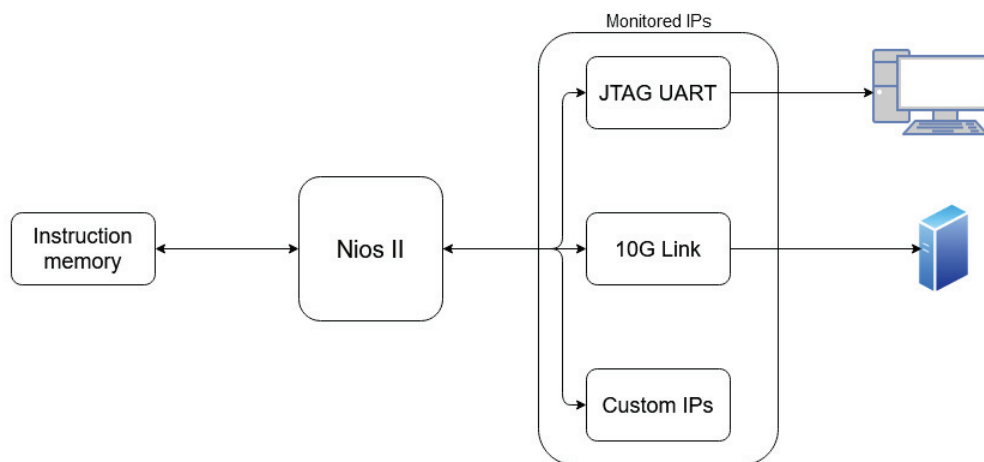 Monitored IPs
JTAG UART
Instruction
memory
Nios II
10G Link
Custom IPs